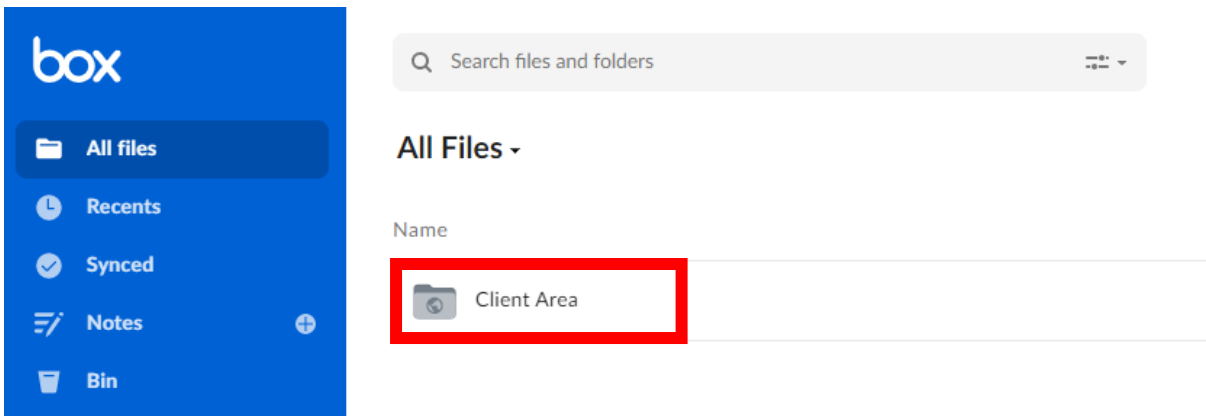 box
All files
Recents
Synced
Notes
Bin
Search files and folders
All Files
Name
Client Area